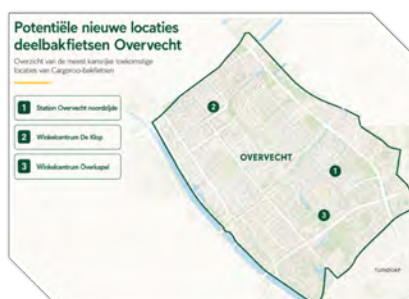 Potentiële nieuwe locaties
deelbakfietsen Overvecht
Overzicht van de meest kansrijke toekomstige
locaties van Cargoroo-bakfietsen
1 Station Overvecht noordzijde
2 Winkelcentrum De Klop
3 Winkelcentrum Overkapel
2
OVERVECHT
1
3
TUINDORP